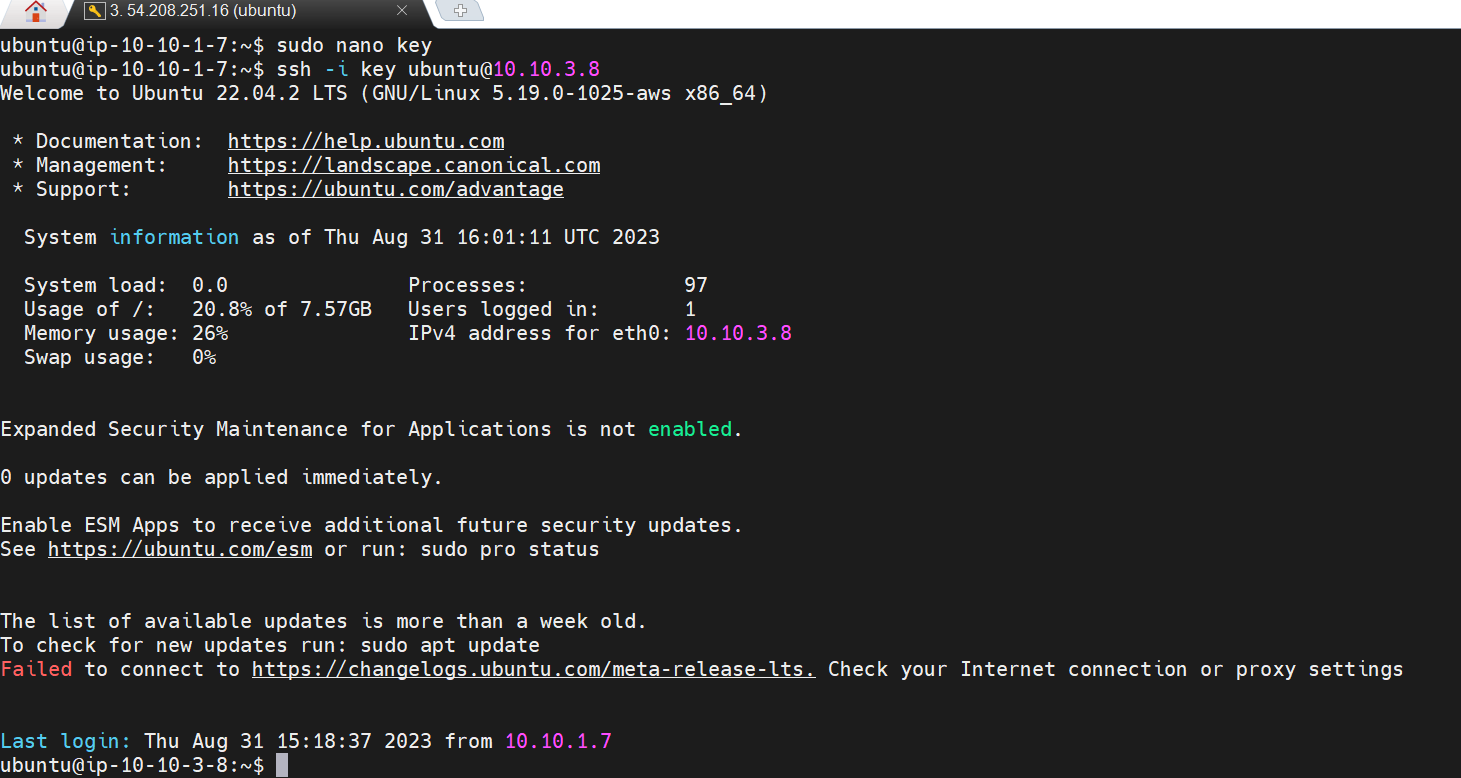 3. 54.208.251.16 (ubuntu)
ubuntu@ip-10-10-1-7:~$ sudo nano key
ubuntu@ip-10-10-1-7:~$ ssh -i key ubuntu@10.10.3.8
Welcome to Ubuntu 22.04.2 LTS (GNU/Linux 5.19.0-1025-aws x86_64)
* Documentation:  https://help.ubuntu.com
* Management:     https://landscape.canonical.com
* Support:        https://ubuntu.com/advantage
System information as of Thu Aug 31 16:01:11 UTC 2023
System load:  0.0               Processes:             97
Usage of /:   20.8% of 7.57GB   Users logged in:       1
Memory usage: 26%               IPv4 address for eth0: 10.10.3.8
Swap usage:   0%
Expanded Security Maintenance for Applications is not enabled.
0 updates can be applied immediately.
Enable ESM Apps to receive additional future security updates.
See https://ubuntu.com/esm or run: sudo pro status
The list of available updates is more than a week old.
To check for new updates run: sudo apt update
Failed to connect to https://changelogs.ubuntu.com/meta-release-lts. Check your Internet connection or proxy settings
Last login: Thu Aug 31 15:18:37 2023 from 10.10.1.7
ubuntu@ip-10-10-3-8:~$